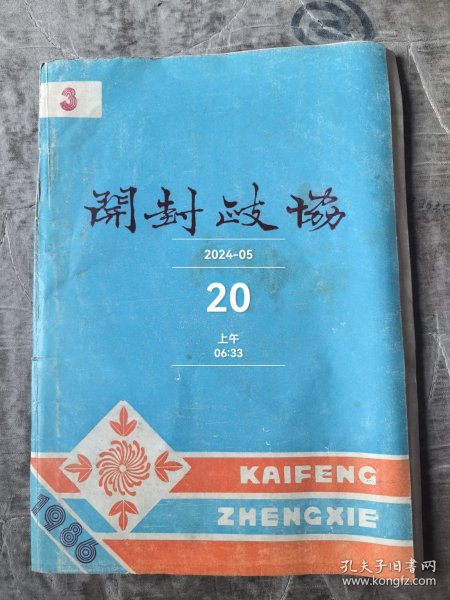 3
開封政協
2024-05
20
上午
06:33
KAIFENG
ZHENGXIE
1986
孔夫子旧书网
www.kongfz.com